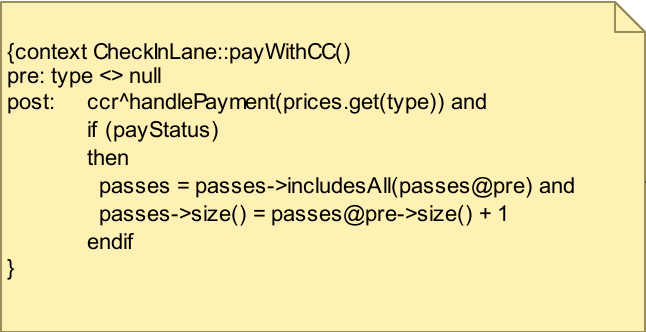 {context CheckInLane::payWithCC()
pre: type <> null
post: ccr^handlePayment(prices.get(type)) and
if (payStatus)
then
passes = passes->includesAll(passes@pre) and
passes->size() = passes@pre->size() + 1
endif
}